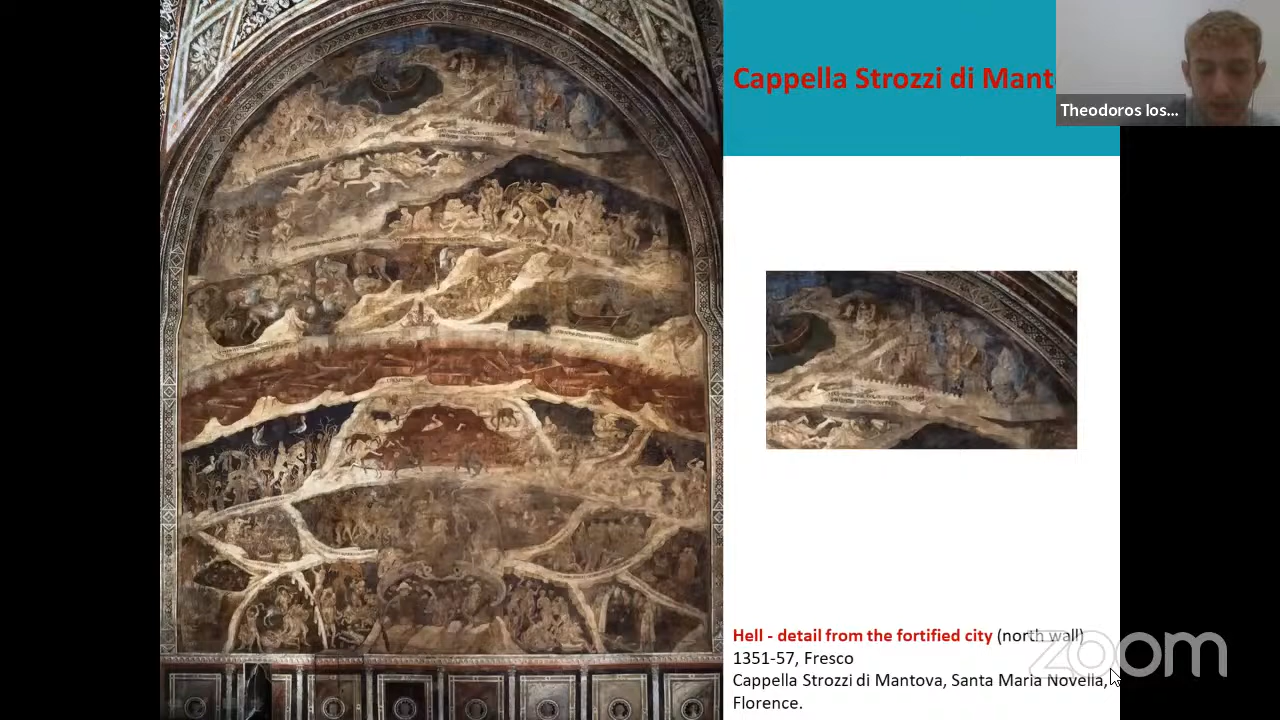 Cappella Strozzi di Mant
Theodoros Ios...
Hell - detail from the fortified city (north wall)
1351-57, Fresco
Cappella Strozzi di Mantova, Santa Maria Novella,
Florence.
zoom